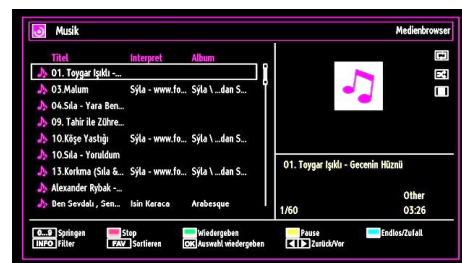 Musik Medienbrowser
Titel Interpret Album
01. Toygar Işıklı -...
03.Malum Sýla - www.fo... Sýla \ ...dan S...
04.Sıla - Yara Ben...
09. Tahir ile Zühre...
10.Köşe Yastığı Sýla - www.fo... Sýla \ ...dan S...
10.Sıla - Yoruldum
13.Korkma (Sıla &... Sýla - www.fo... Sýla \ ...dan S...
Alexander Rybak -...
Ben Sevdalı , Sen... Isin Karaca Arabesque
01. Toygar Işıklı - Gecenin Hüznü
Other
1/60 03:26
0...9 Springen Stop Wiedergeben Pause Endlos/Zufall
INFO Filter FAV Sortieren OK Auswahl wiedergeben Zurück/Vor